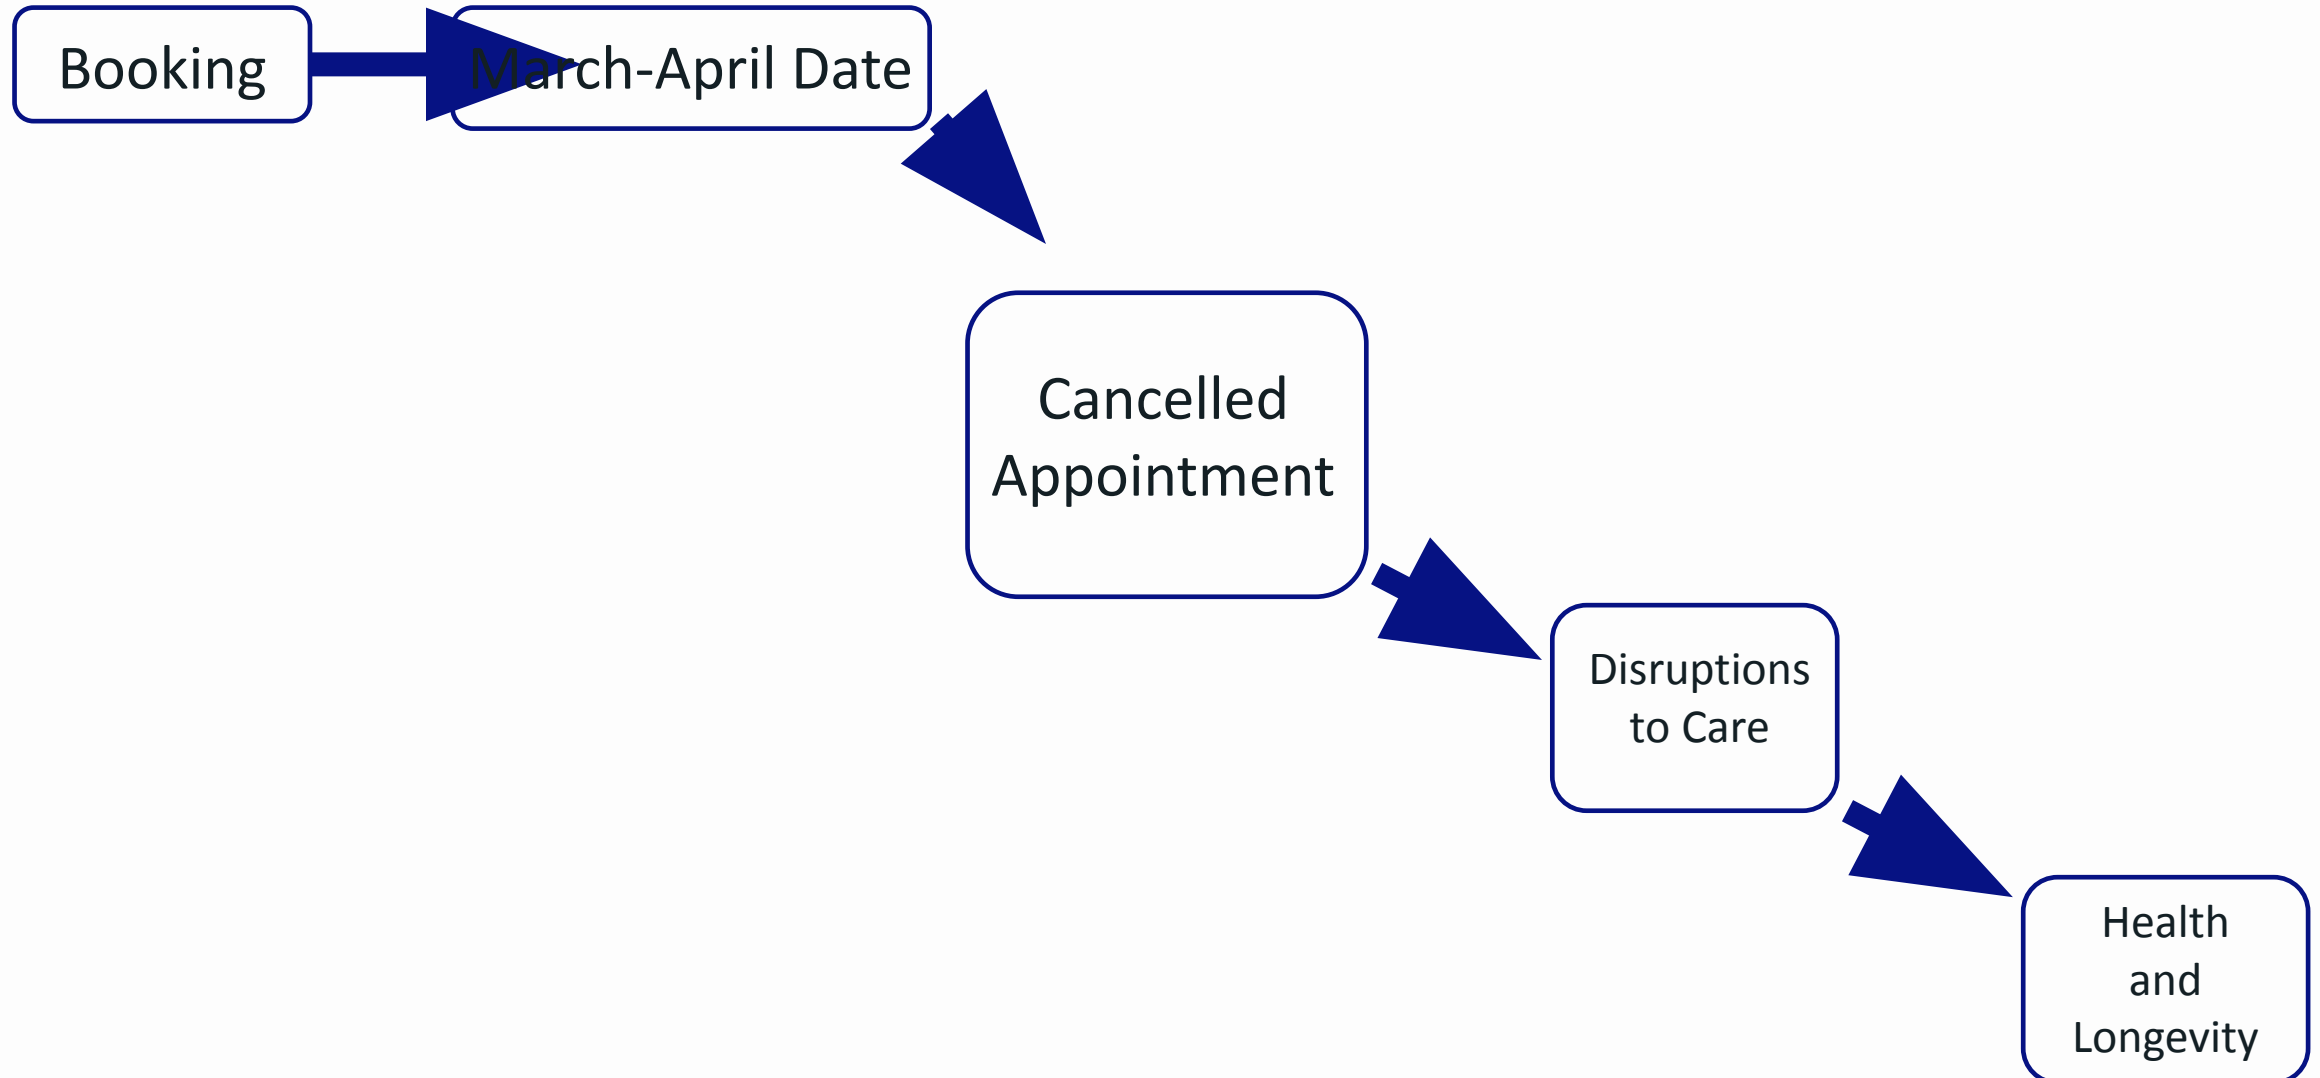 Booking
March-April Date
Cancelled
Appointment
Disruptions
to Care
Health
and
Longevity